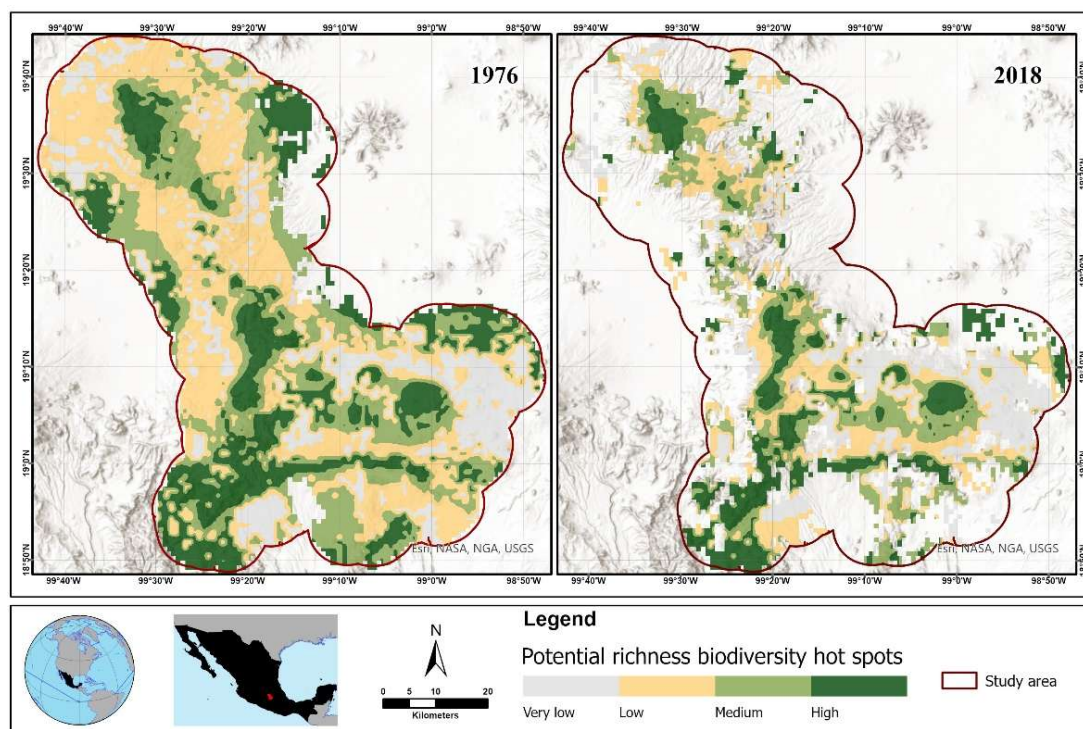 99°40'W 99°30'W 99°20'W 99°10'W 99°0'W 98°50'W 99°40'W 99°30'W 99°20'W 99°10'W 99°0'W 98°50'W
1976
2018
19°40'N
19°30'N
19°20'N
19°10'N
19°0'N
18°50'N
Esri, NASA, NGA, USGS
Esri, NASA, NGA, USGS
99°40'W 99°30'W 99°20'W 99°10'W 99°0'W 98°50'W 99°40'W 99°30'W 99°20'W 99°10'W 99°0'W 98°50'W
N
0 5 10 20
Kilometers
Legend
Potential richness biodiversity hot spots
Very low Low Medium High
Study area